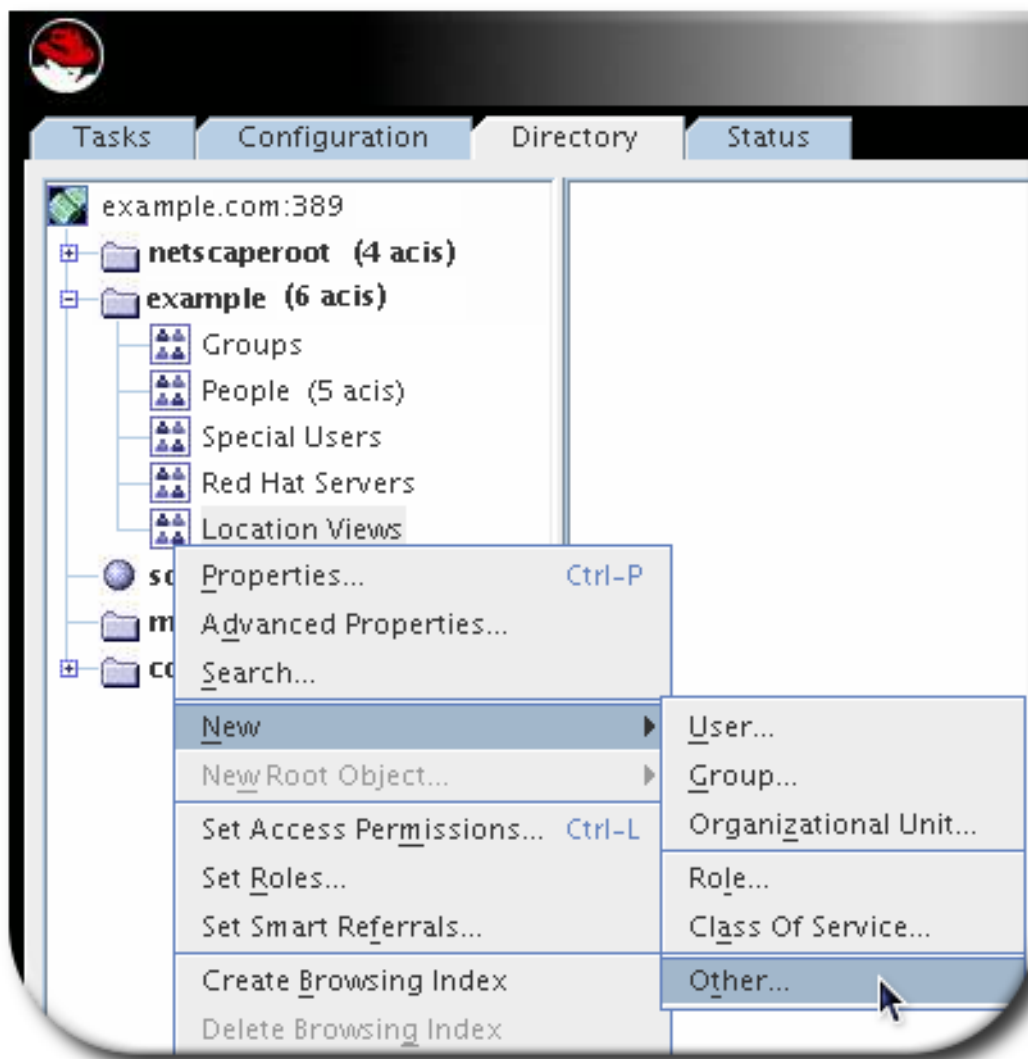 Tasks Configuration Directory Status
example.com:389
netscaperoot (4 acis)
example (6 acis)
Groups
People (5 acis)
Special Users
Red Hat Servers
Location Views
Properties... Ctrl-P
Advanced Properties...
Search...
New
New Root Object...
Set Access Permissions... Ctrl-L
Set Roles...
Set Smart Referrals...
Create Browsing Index
Delete Browsing Index
User...
Group...
Organizational Unit...
Role...
Class Of Service...
Other...